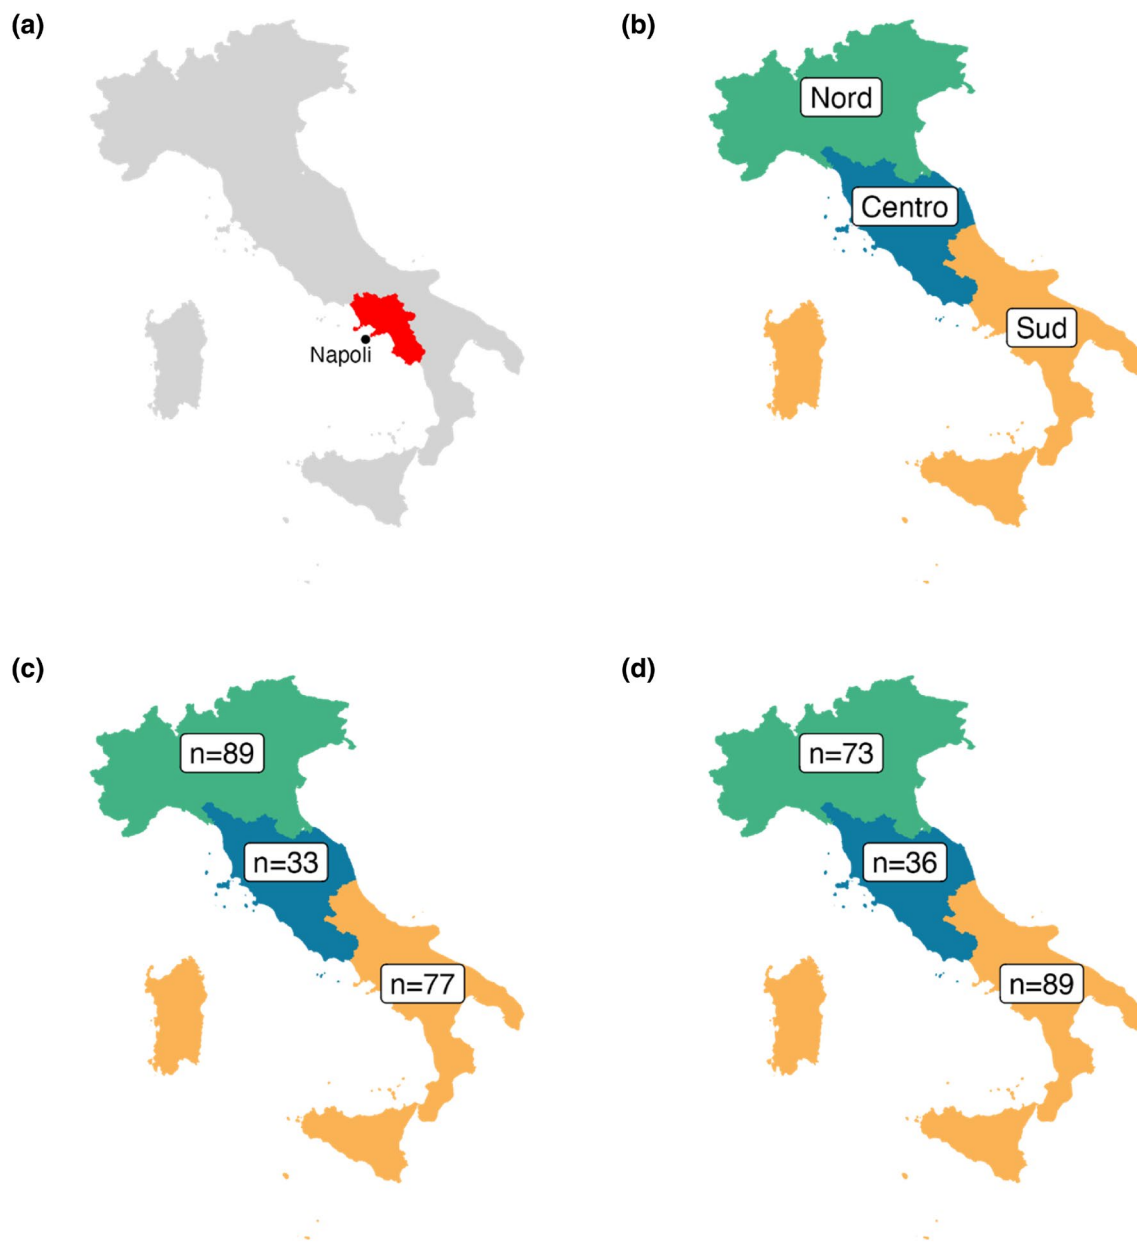 (a)
(b)
Nord
Centro
Sud
Napoli
(c)
(d)
n=89
n=73
n=33
n=36
n=77
n=89